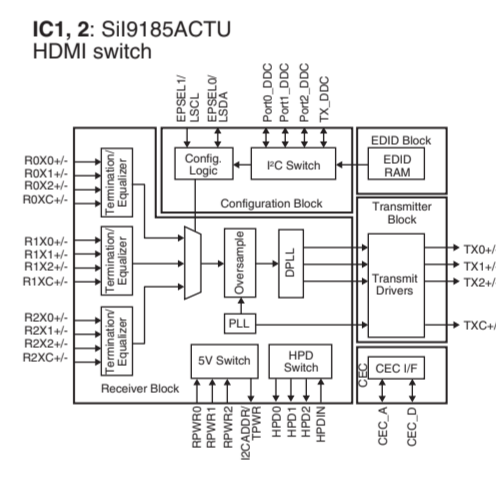 IC1, 2: SiI9185ACTU
HDMI switch
EPSEL1/
LSCL
EPSEL0/
LSDA
Port0_DDC
Port1_DDC
Port2_DDC
TX_DDC
Config.
Logic
I²C Switch
Configuration Block
EDID Block
EDID
RAM
R0X0+/-
R0X1+/-
R0X2+/-
R0XC+/-
Termination/
Equalizer
R1X0+/-
R1X1+/-
R1X2+/-
R1XC+/-
Termination/
Equalizer
R2X0+/-
R2X1+/-
R2X2+/-
R2XC+/-
Termination/
Equalizer
Oversample
DPLL
PLL
Transmitter
Block
Transmit
Drivers
TX0+/
TX1+/
TX2+/
TXC+/
5V Switch
HPD
Switch
Receiver Block
CEC
CEC I/F
RPWR0
RPWR1
RPWR2
I2CADDR/
TPWR
HPD0
HPD1
HPD2
HPDIN
CEC_A
CEC_D